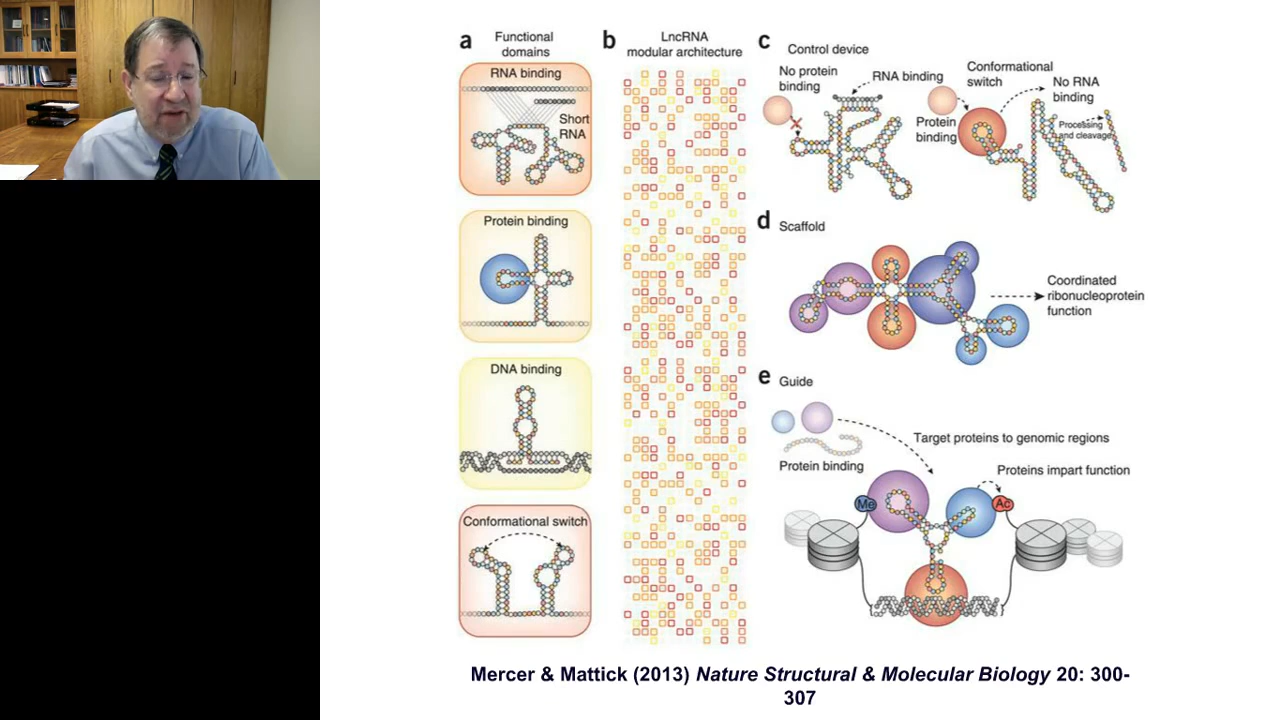 a
Functional
domains
RNA binding
Short
RNA
Protein binding
DNA binding
Conformational switch
b
LncRNA
modular architecture
c
Control device
No protein
binding
RNA binding
Conformational
switch
No RNA
binding
Protein
binding
Processing
and cleavage
d
Scaffold
Coordinated
ribonucleoprotein
function
e
Guide
Target proteins to genomic regions
Protein binding
Proteins impart function
Me
Ac
Mercer & Mattick (2013) Nature Structural & Molecular Biology 20: 300-
307